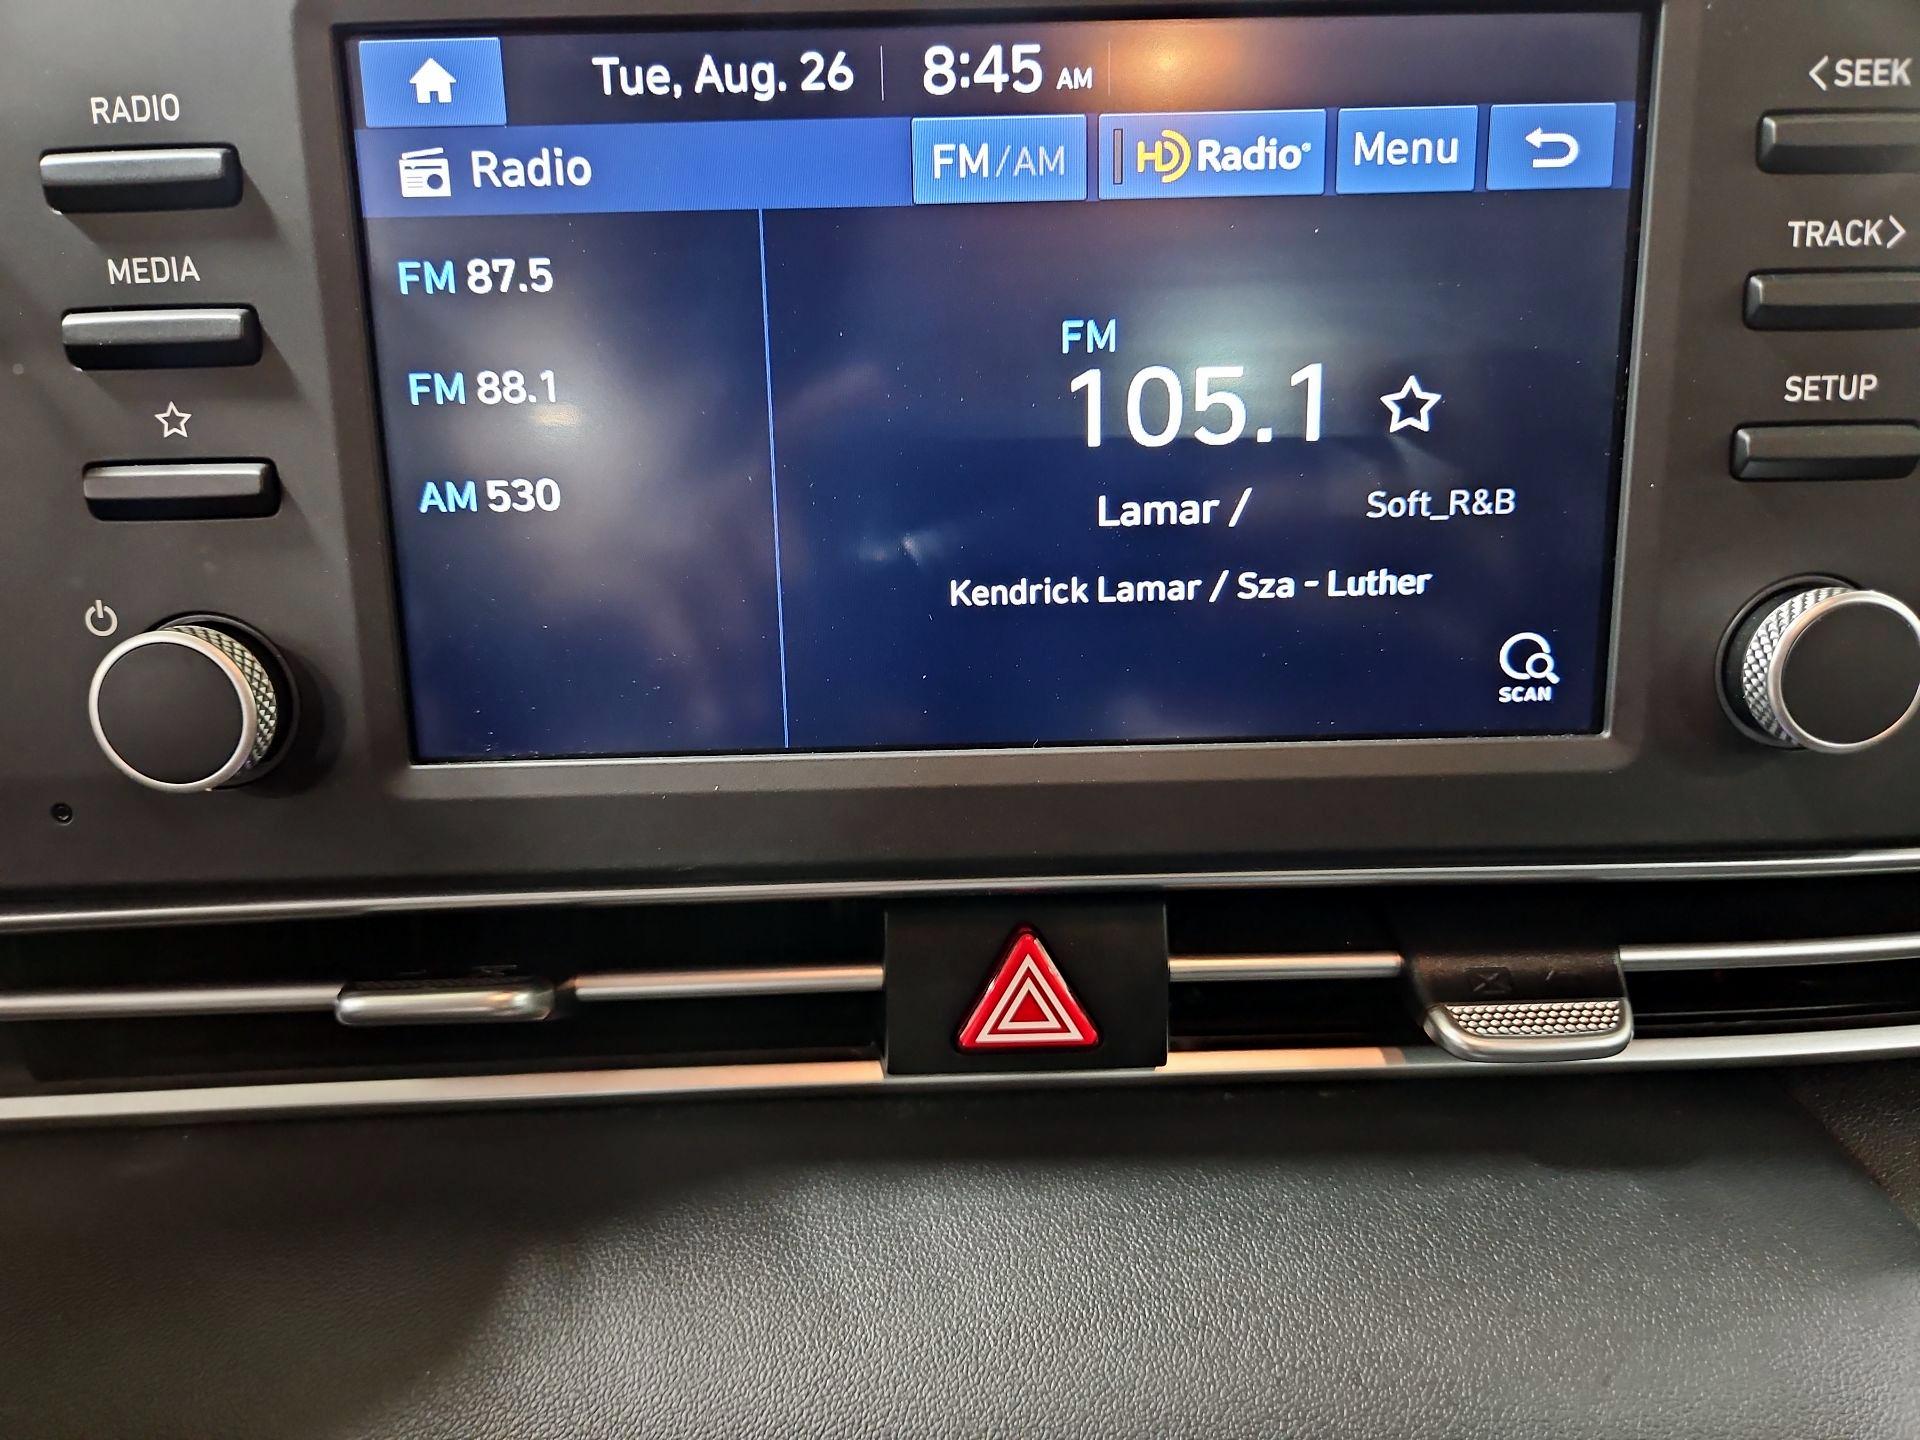 Tue, Aug. 26 8:45 AM
Radio FM/AM HD Radio® Menu
RADIO
MEDIA
FM 87.5
FM 88.1
AM 530
FM
105.1
Lamar / Soft_R&B
Kendrick Lamar / Sza - Luther
SCAN
<SEEK
TRACK>
SETUP